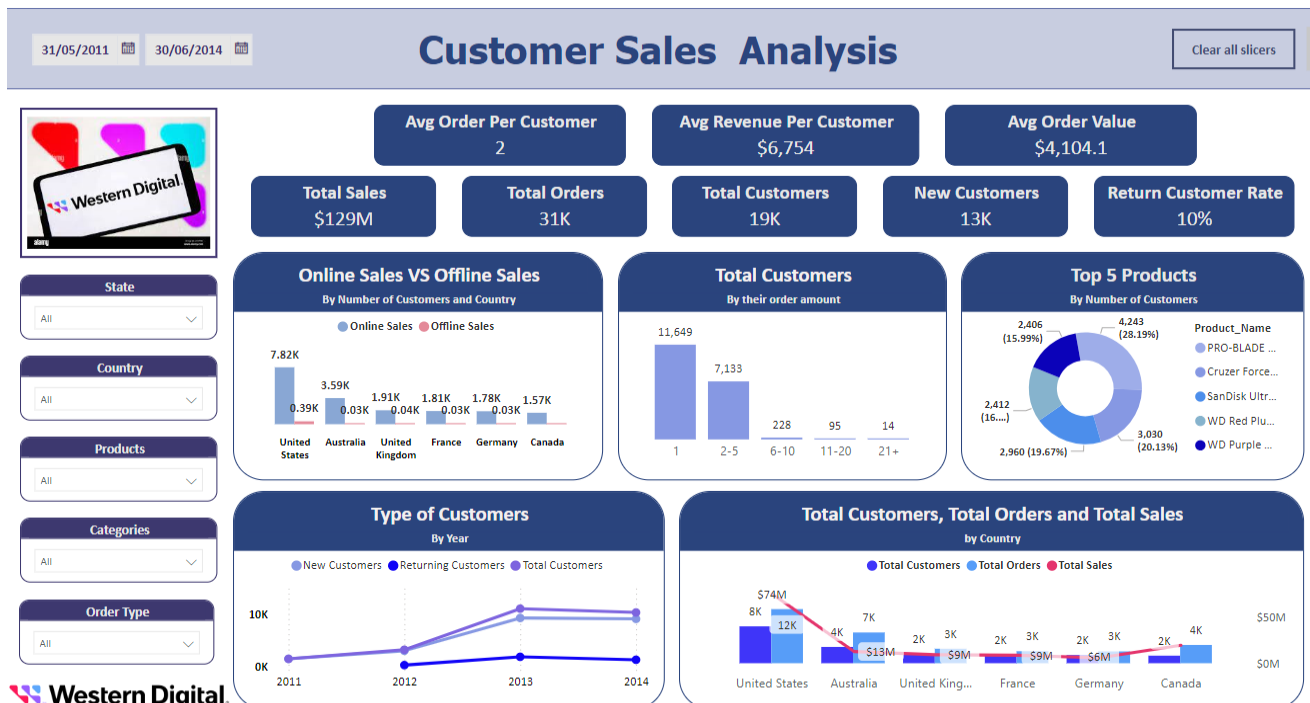 31/05/2011
30/06/2014
Customer Sales Analysis
Clear all slicers
Western Digital.
alamy
Avg Order Per Customer
2
Avg Revenue Per Customer
$6,754
Avg Order Value
$4,104.1
Total Sales
$129M
Total Orders
31K
Total Customers
19K
New Customers
13K
Return Customer Rate
10%
State
All
Country
All
Products
All
Categories
All
Order Type
All
Western Digital.
Online Sales VS Offline Sales
By Number of Customers and Country
Online Sales Offline Sales
7.82K
0.39K
3.59K
0.03K
1.91K
0.04K
1.81K
0.03K
1.78K
0.03K
1.57K
United States
Australia
United Kingdom
France
Germany
Canada
Total Customers
By their order amount
11,649
7,133
228
95
14
1
2-5
6-10
11-20
21+
Top 5 Products
By Number of Customers
2,406
(15.99%)
4,243
(28.19%)
2,412
(16....)
3,030
(20.13%)
2,960 (19.67%)
Product_Name
PRO-BLADE ...
Cruzer Force...
SanDisk Ultr...
WD Red Plu...
WD Purple ...
Type of Customers
By Year
New Customers Returning Customers Total Customers
10K
0K
2011
2012
2013
2014
Total Customers, Total Orders and Total Sales
by Country
Total Customers Total Orders Total Sales
$74M
8K
12K
4K
7K
$13M
2K
3K
$9M
2K
3K
$9M
2K
3K
$6M
2K
4K
$50M
$0M
United States
Australia
United King...
France
Germany
Canada